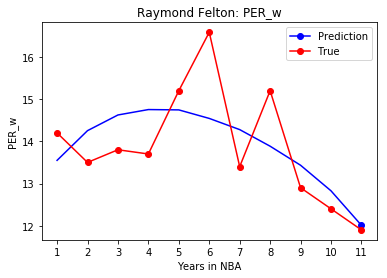 Raymond Felton: PER_w
Prediction
True
PER_w
16
15
14
13
12
1 2 3 4 5 6 7 8 9 10 11
Years in NBA